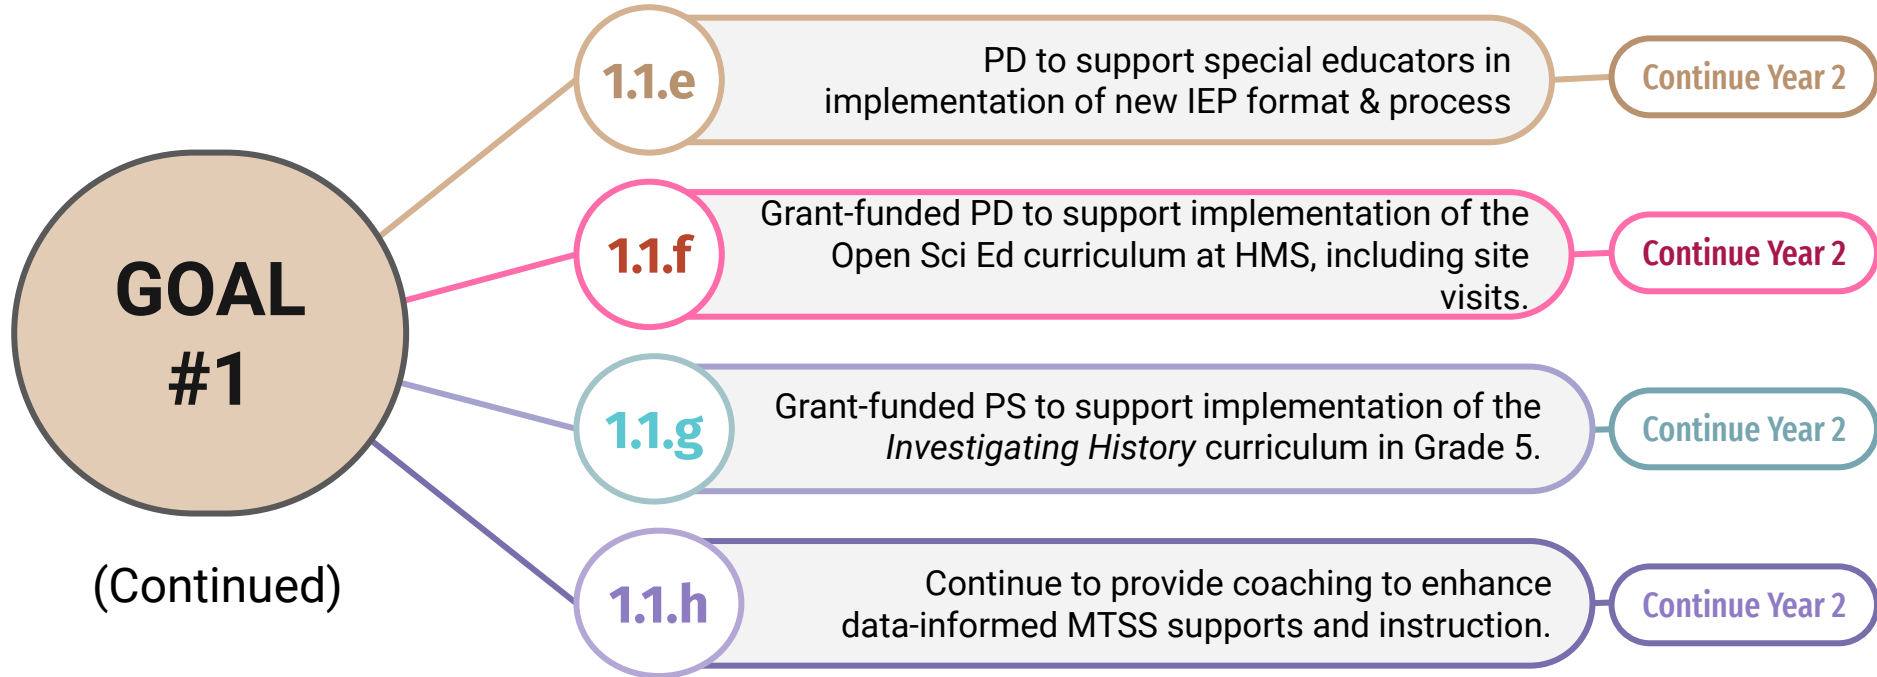 GOAL
#1
(Continued)
1.1.e
PD to support special educators in
implementation of new IEP format & process
Continue Year 2
1.1.f
Grant-funded PD to support implementation of the
Open Sci Ed curriculum at HMS, including site
visits.
Continue Year 2
1.1.g
Grant-funded PS to support implementation of the
Investigating History curriculum in Grade 5.
Continue Year 2
1.1.h
Continue to provide coaching to enhance
data-informed MTSS supports and instruction.
Continue Year 2